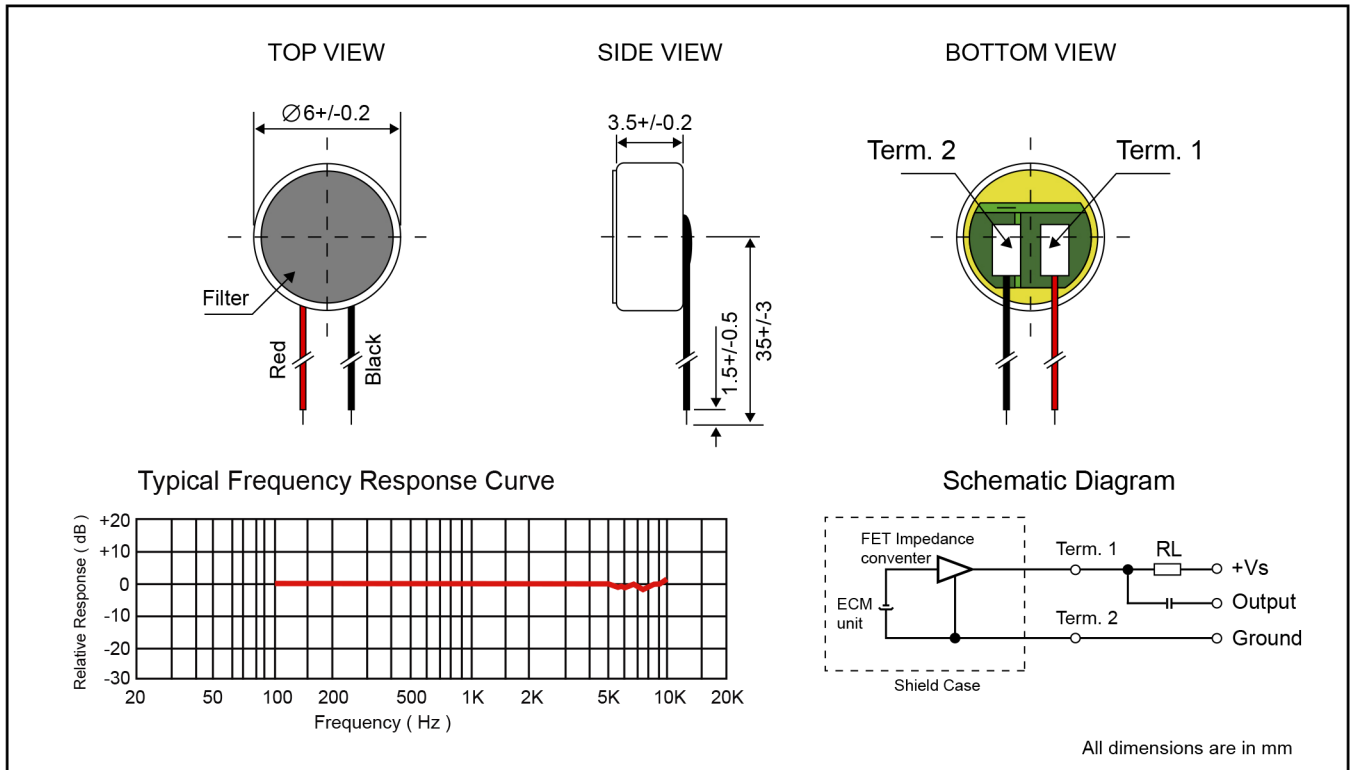 TOP VIEW
SIDE VIEW
BOTTOM VIEW
∅6+/-0.2
3.5+/-0.2
Term. 2
Term. 1
Filter
Red
Black
1.5+/-0.5
35+/-3
Typical Frequency Response Curve
Relative Response ( dB )
+20
+10
0
-10
-20
-30
20 50 100 200 500 1K 2K 5K 10K 20K
Frequency ( Hz )
Schematic Diagram
FET Impedance
conventer
ECM
unit
Shield Case
Term. 1
RL
+Vs
Output
Term. 2
Ground
All dimensions are in mm